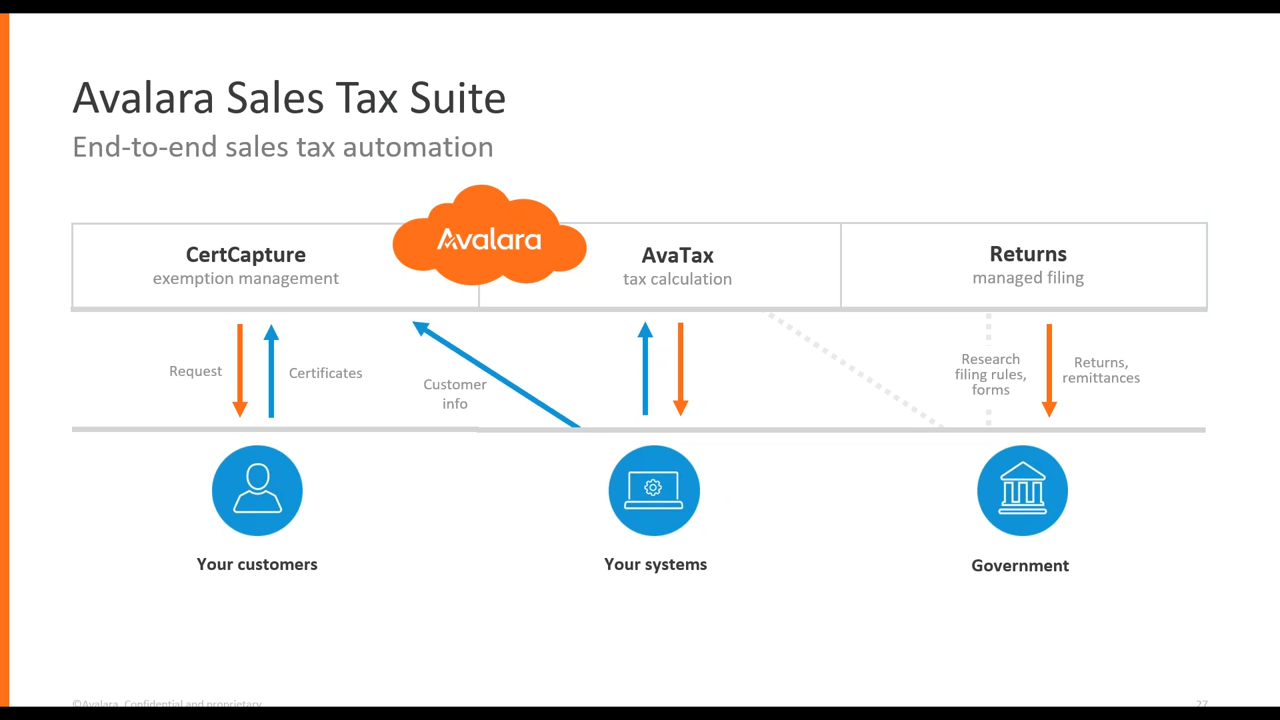 Avalara Sales Tax Suite
End-to-end sales tax automation
Avalara
CertCapture
exemption management
AvaTax
tax calculation
Returns
managed filing
Request
Certificates
Customer
info
Research
filing rules,
forms
Returns,
remittances
Your customers
Your systems
Government
©Avalara. Confidential and proprietary
27